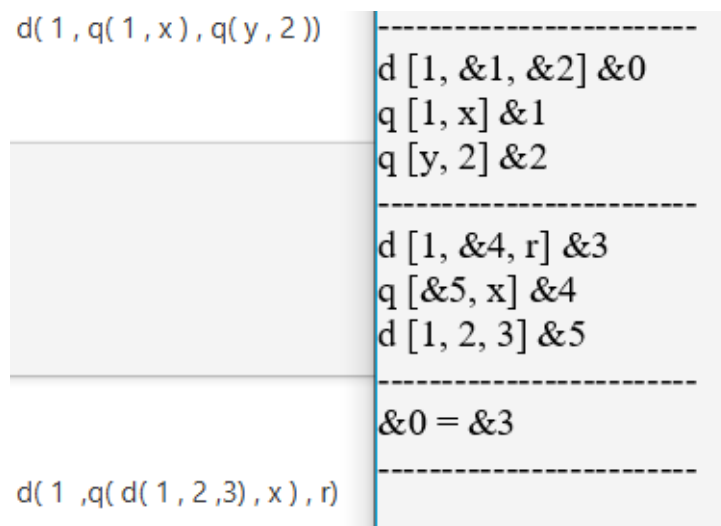 d( 1 , q( 1 , x ) , q( y , 2 ))
d( 1 ,q( d( 1 , 2 ,3) , x ) , r)
-------------------------
d [1, &1, &2] &0
q [1, x] &1
q [y, 2] &2
-------------------------
d [1, &4, r] &3
q [&5, x] &4
d [1, 2, 3] &5
-------------------------
&0 = &3
-------------------------